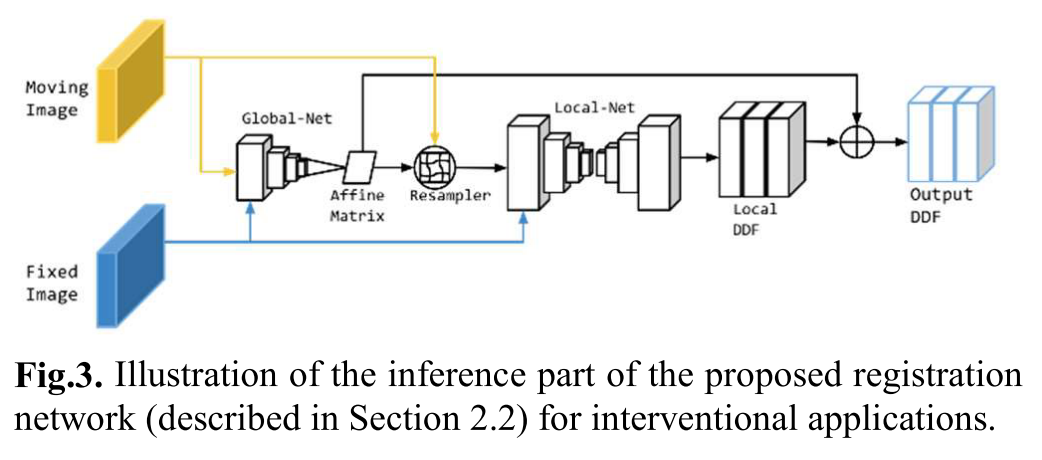 Moving
Image
Global-Net
Local-Net
Affine
Matrix
Resampler
Local
DDF
Output
DDF
Fixed
Image
Fig.3. Illustration of the inference part of the proposed registration
network (described in Section 2.2) for interventional applications.